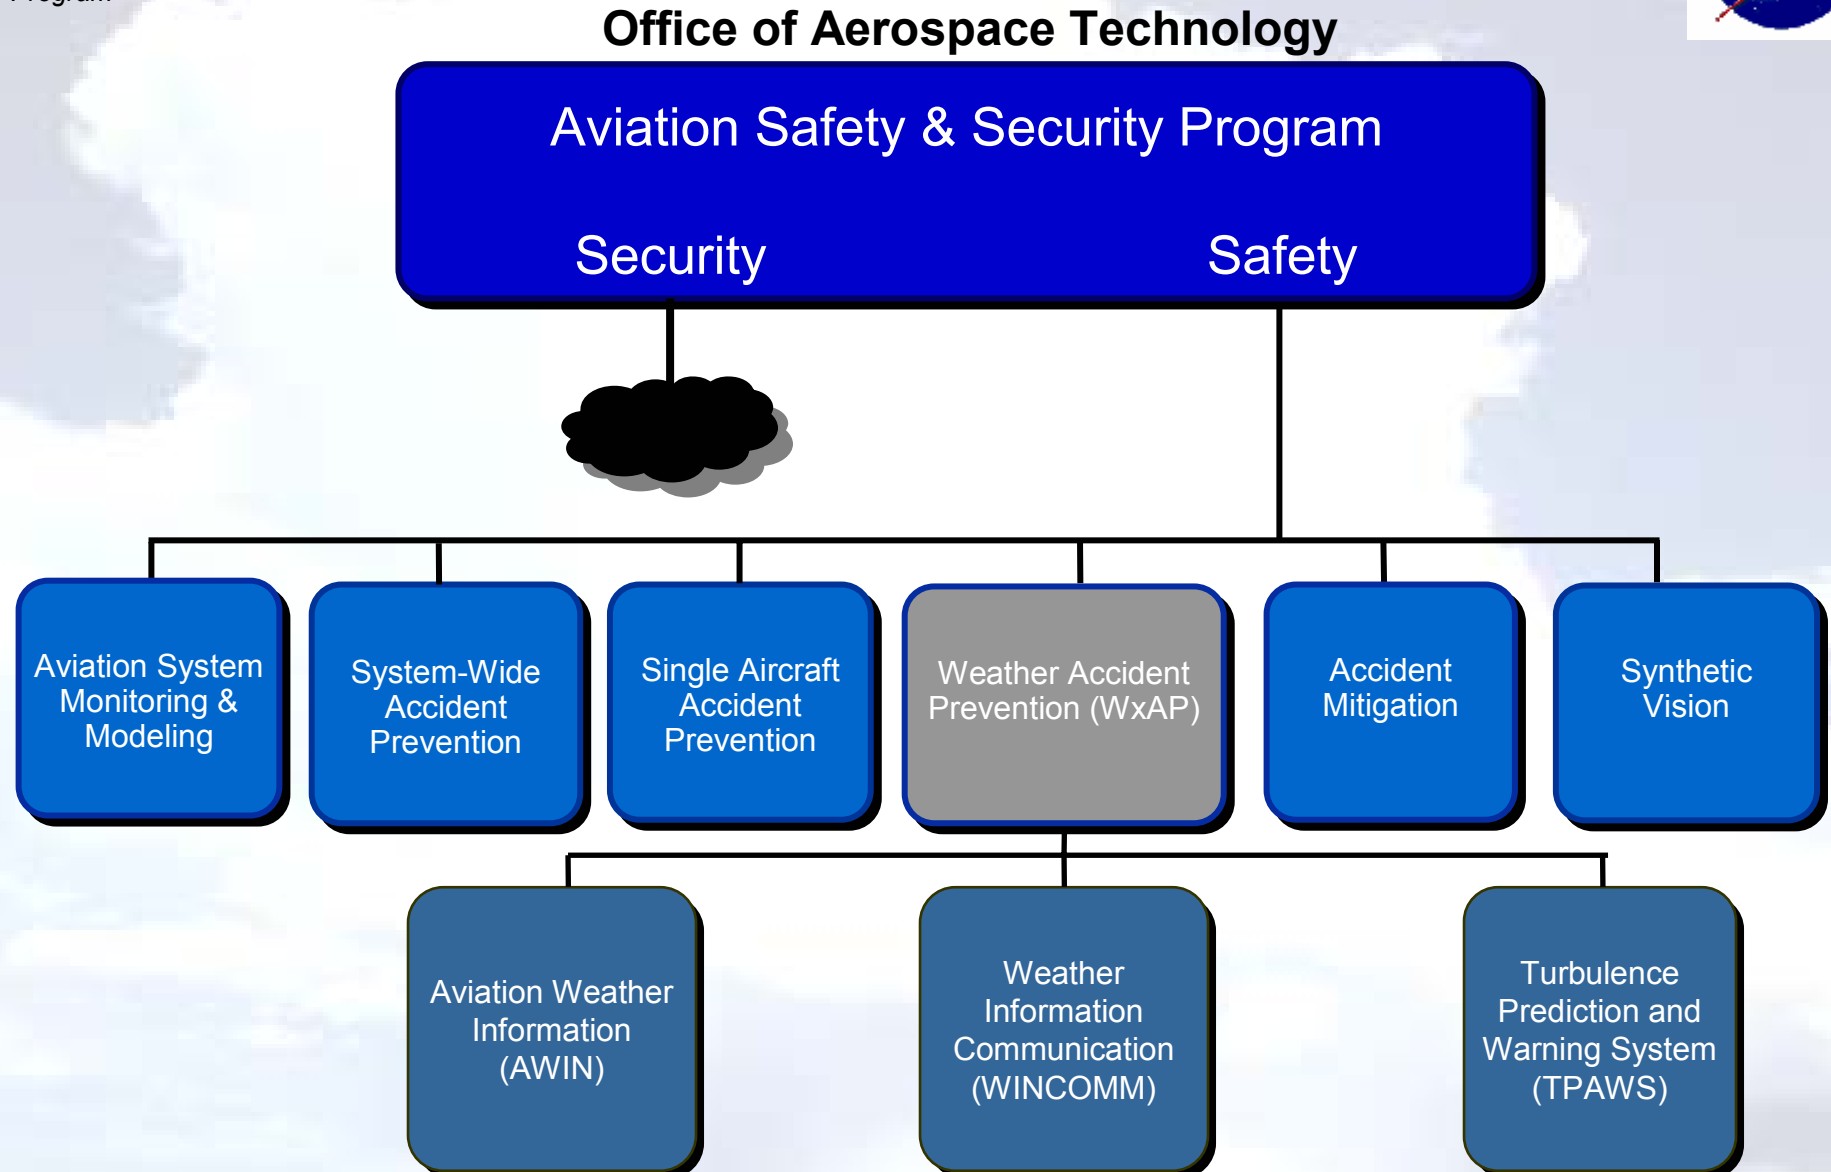 Program
Office of Aerospace Technology
Aviation Safety & Security Program
Security
Safety
Aviation System
Monitoring &
Modeling
System-Wide
Accident
Prevention
Single Aircraft
Accident
Prevention
Weather Accident
Prevention (WxAP)
Accident
Mitigation
Synthetic
Vision
Aviation Weather
Information
(AWIN)
Weather
Information
Communication
(WINCOMM)
Turbulence
Prediction and
Warning System
(TPAWS)